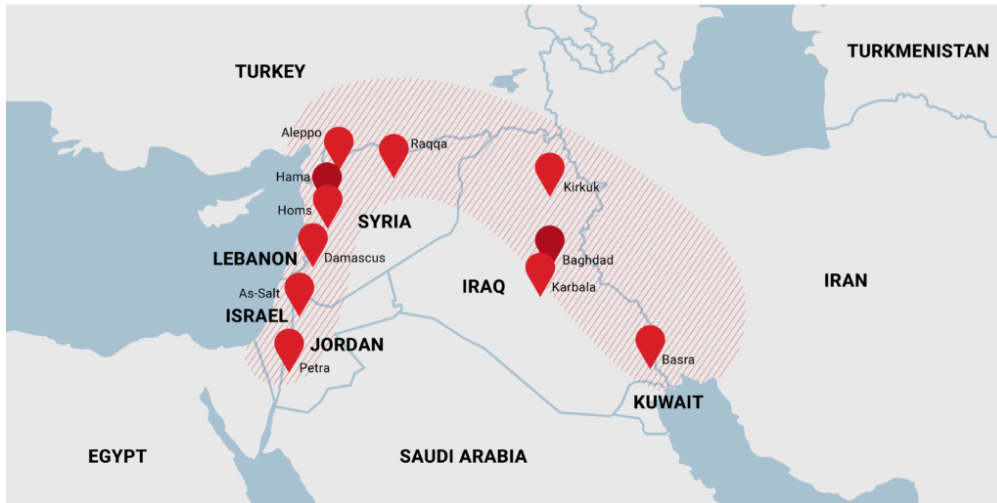 TURKMENISTAN
TURKEY
Aleppo
Raqqa
Hama
Kirkuk
Homs
SYRIA
LEBANON
Damascus
Baghdad
IRAN
IRAQ
Karbala
As-Salt
ISRAEL
JORDAN
Petra
Basra
KUWAIT
EGYPT
SAUDI ARABIA